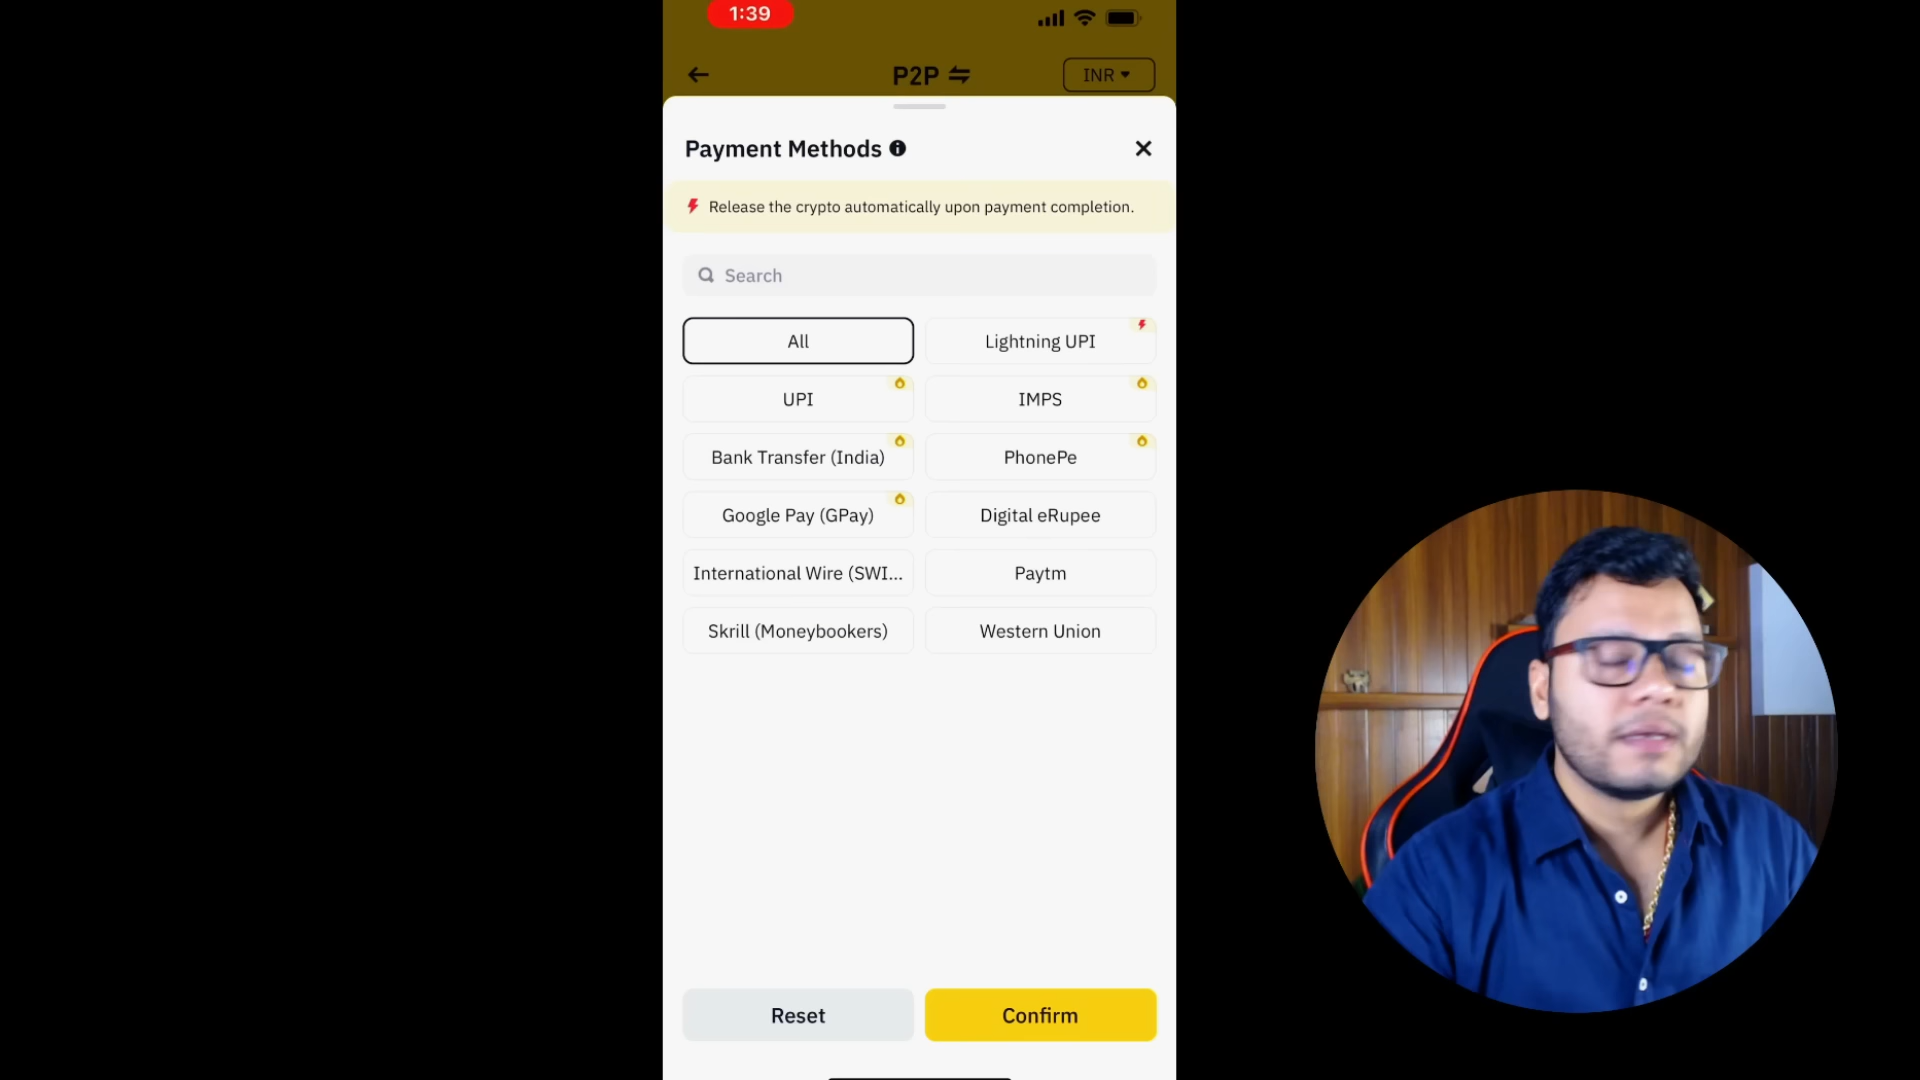 1:39
P2P
INR
Payment Methods
Release the crypto automatically upon payment completion.
Search
All
Lightning UPI
UPI
IMPS
Bank Transfer (India)
PhonePe
Google Pay (GPay)
Digital eRupee
International Wire (SWI...
Paytm
Skrill (Moneybookers)
Western Union
Reset
Confirm